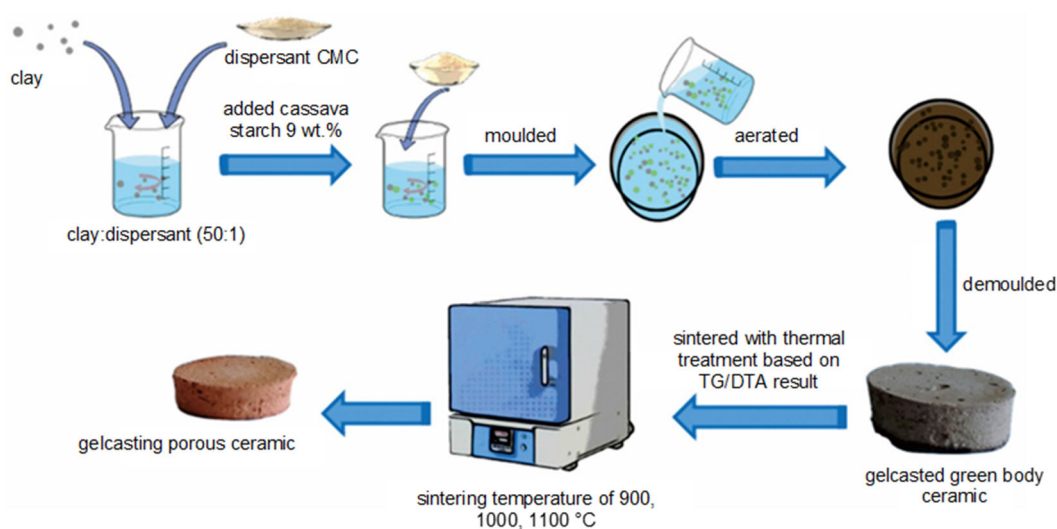 clay
dispersant CMC
added cassava
starch 9 wt.%
moulded
aerated
clay:dispersant (50:1)
demoulded
sintered with thermal
treatment based on
TG/DTA result
gelcasting porous ceramic
gelcasted green body
ceramic
sintering temperature of 900,
1000, 1100 °C